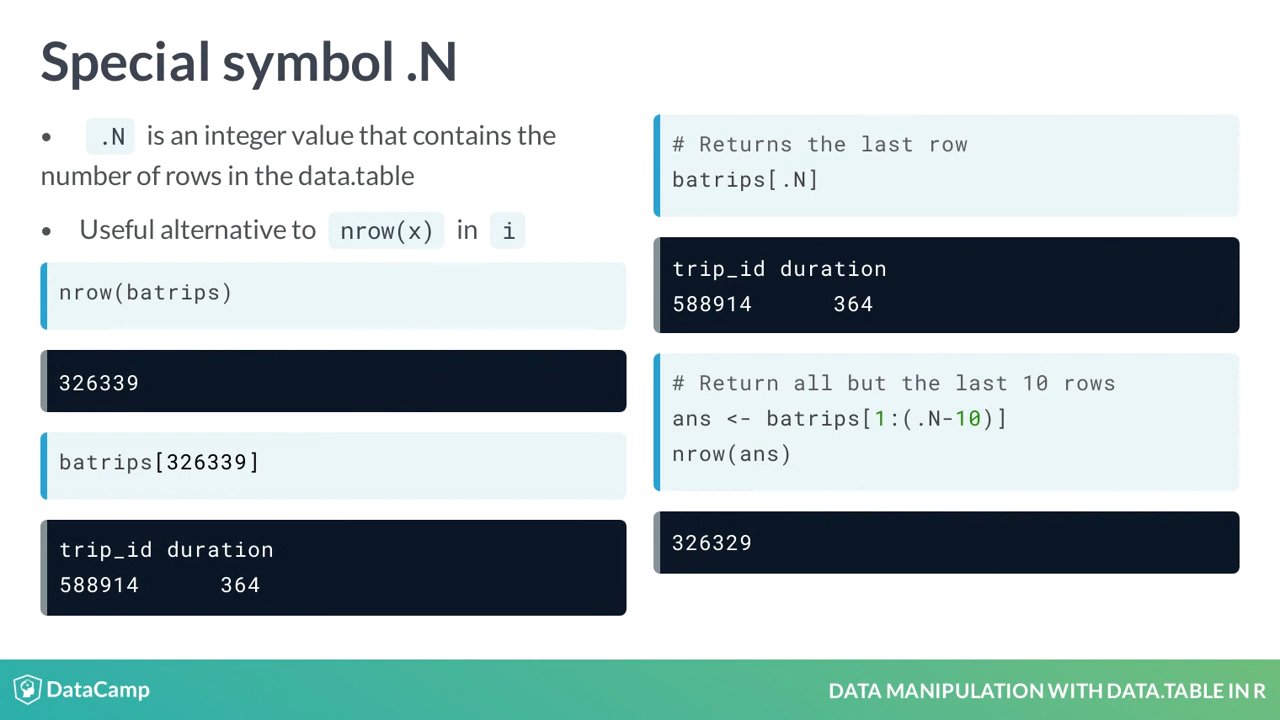 Special symbol .N
• .N is an integer value that contains the
number of rows in the data.table
• Useful alternative to nrow(x) in i
nrow(batrips)
326339
batrips[326339]
trip_id duration
588914 364
# Returns the last row
batrips[.N]
trip_id duration
588914 364
# Return all but the last 10 rows
ans <- batrips[1:(.N-10)]
nrow(ans)
326329
DataCamp
DATA MANIPULATION WITH DATA.TABLE IN R